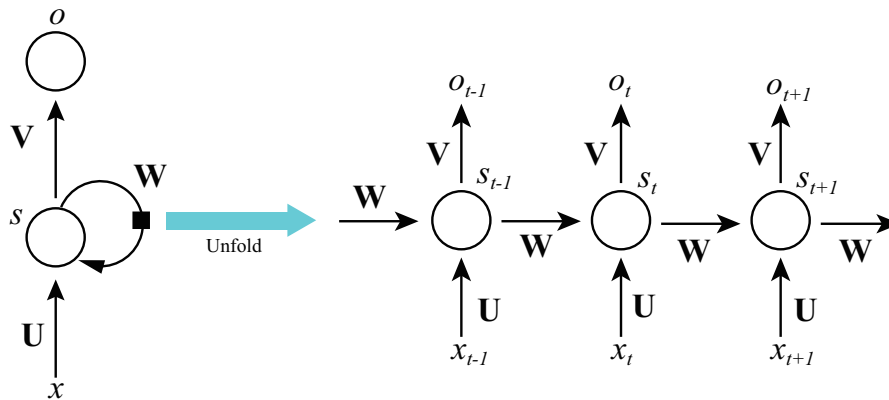 o
V
W
s
Unfold
U
x
o_{t-1} o_t o_{t+1}
V V V
s_{t-1} s_t s_{t+1}
W W W W
U U U
x_{t-1} x_t x_{t+1}